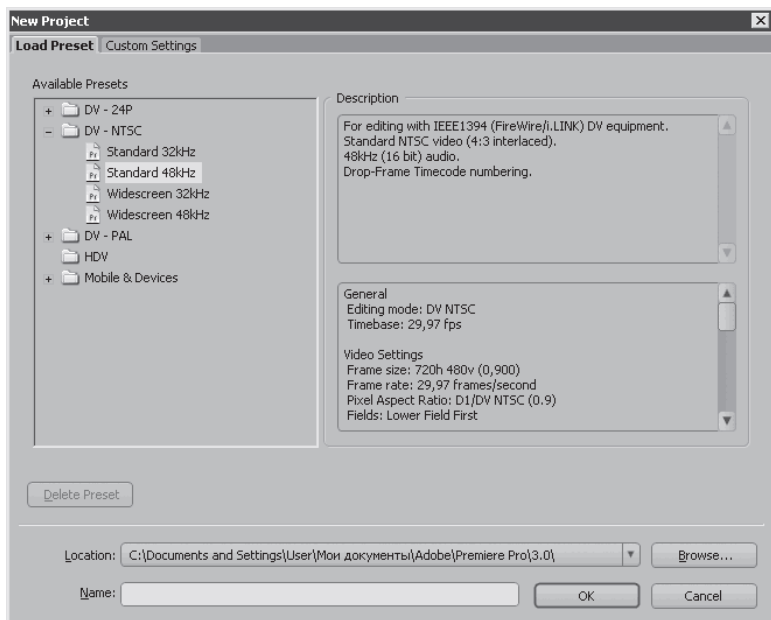 New Project
Load Preset Custom Settings
Available Presets
DV - 24P
DV - NTSC
Standard 32kHz
Standard 48kHz
Widescreen 32kHz
Widescreen 48kHz
DV - PAL
HDV
Mobile & Devices
Description
For editing with IEEE1394 (FireWire/i.LINK) DV equipment.
Standard NTSC video (4:3 interlaced).
48kHz (16 bit) audio.
Drop-Frame Timecode numbering.
General
Editing mode: DV NTSC
Timebase: 29,97 fps
Video Settings
Frame size: 720h 480v (0,900)
Frame rate: 29,97 frames/second
Pixel Aspect Ratio: D1/DV NTSC (0.9)
Fields: Lower Field First
Delete Preset
Location: C:\Documents and Settings\User\Мои документы\Adobe\Premiere Pro\3.0\ Browse...
Name: OK Cancel